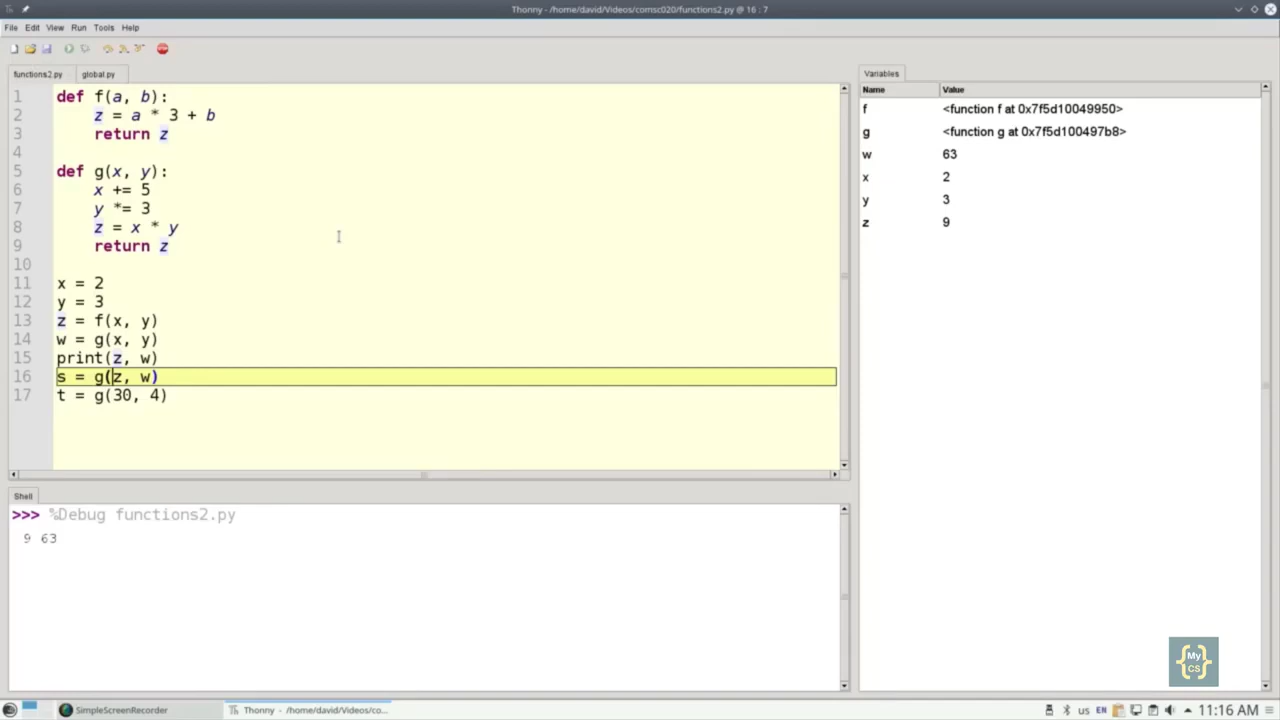 Thonny - /home/david/Videos/comsc020/functions2.py @ 16 : 7
File Edit View Run Tools Help
functions2.py global.py
1 def f(a, b):
2 z = a * 3 + b
3 return z
4
5 def g(x, y):
6 x += 5
7 y *= 3
8 z = x * y
9 return z
10
11 x = 2
12 y = 3
13 z = f(x, y)
14 w = g(x, y)
15 print(z, w)
16 s = g(z, w)
17 t = g(30, 4)
Variables
Name Value
f <function f at 0x7f5d10049950>
g <function g at 0x7f5d100497b8>
w 63
x 2
y 3
z 9
Shell
>>> %Debug functions2.py
9 63
{My CS}
SimpleScreenRecorder
Thonny - /home/david/Videos/co...
us EN 11:16 AM